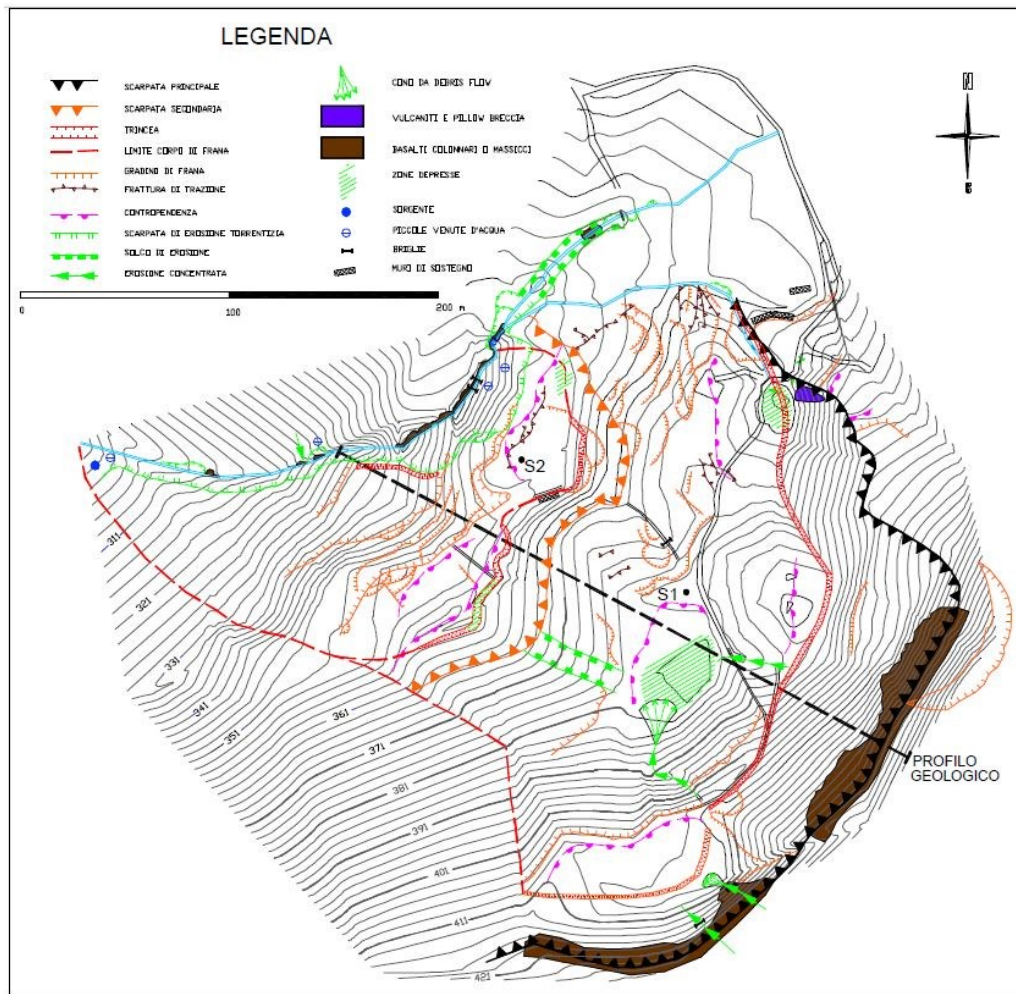 LEGENDA
SCARPATA PRINCIPALE
SCARPATA SECONDARIA
TRINCEA
LIMITE CORPO DI FRANA
GRADINO DI FRANA
FRATTURA DI TRAZIONE
CONTROPENDENZA
SCARPATA DI EROSIONE TORRENTIZIA
SOLCO DI EROSIONE
EROSIONE CONCENTRATA
CONO DA DEBRIS FLOW
VULCANITI E PILLOW BRECCIA
BASALTI COLONNARI O MASSICCI
ZONE DEPRESSE
SORGENTE
PICCOLE VENUTE D'ACQUA
BRIGLIE
MURI DI SOSTEGNO
0 100 200 m
N
S
S2
S1
311
321
331
341
351
361
371
381
391
401
411
421
PROFILO
GEOLOGICO